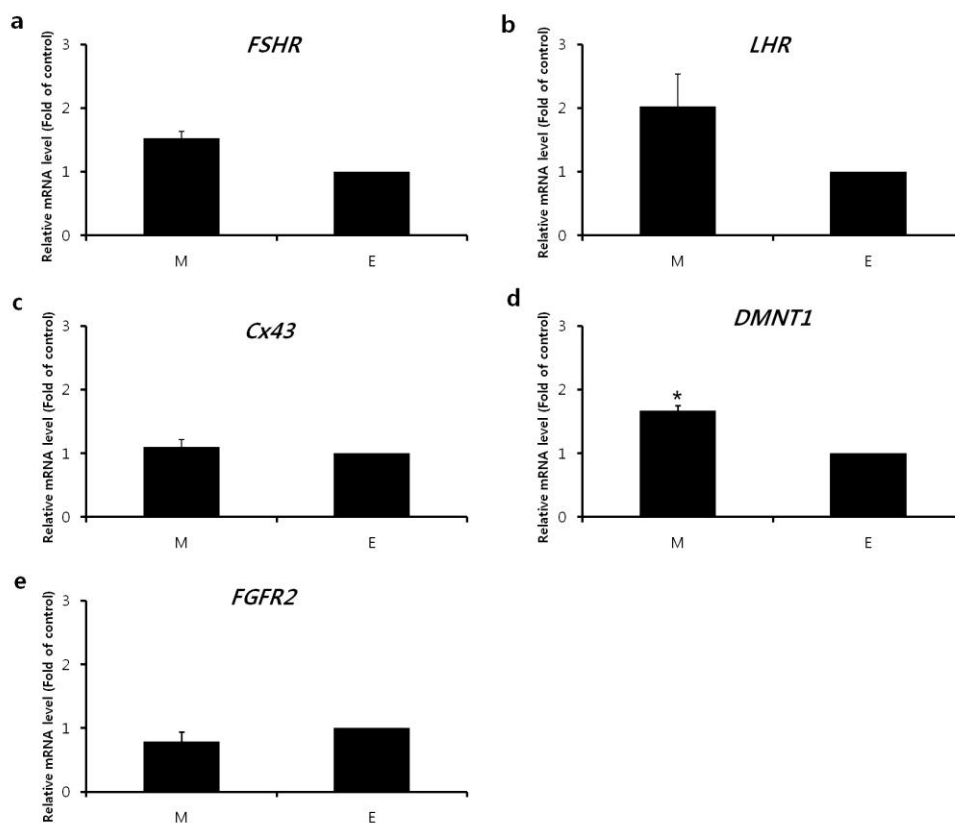 a
FSHR
Relative mRNA level (Fold of control)
3
2
1
0
M E
b
LHR
Relative mRNA level (Fold of control)
3
2
1
0
M E
c
Cx43
Relative mRNA level (Fold of control)
3
2
1
0
M E
d
DMNT1
Relative mRNA level (Fold of control)
3
2
*
1
0
M E
e
FGFR2
Relative mRNA level (Fold of control)
3
2
1
0
M E